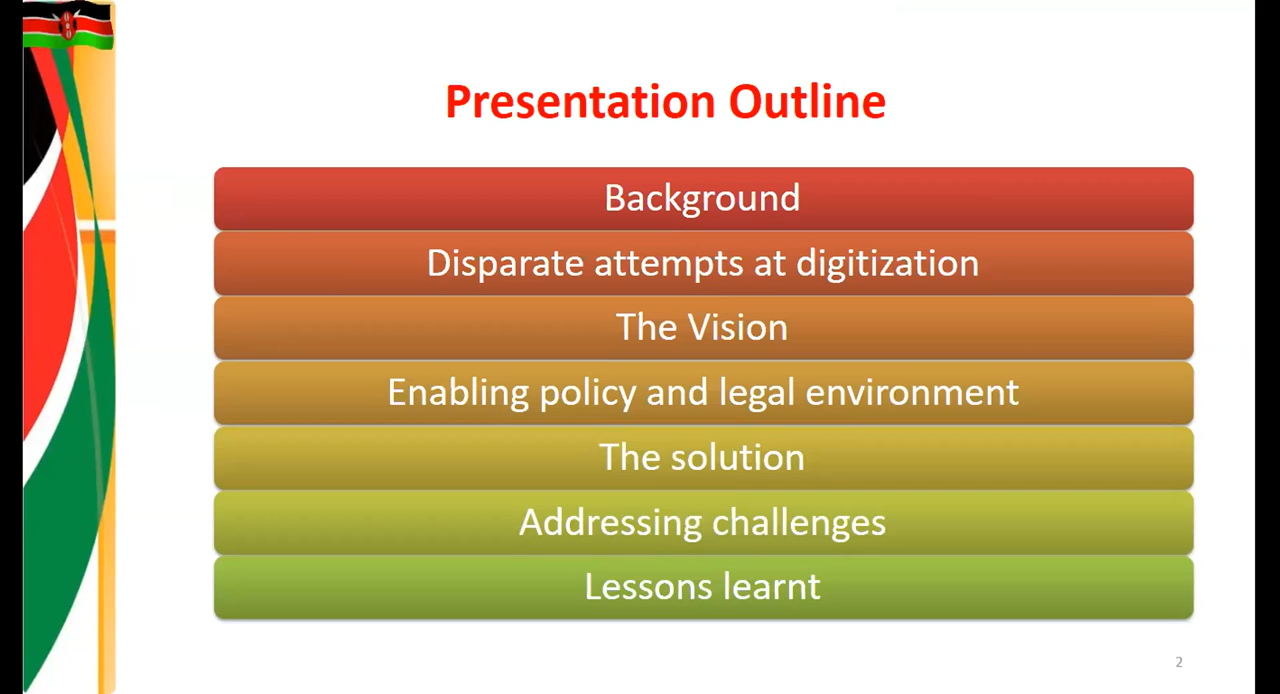 Presentation Outline
Background
Disparate attempts at digitization
The Vision
Enabling policy and legal environment
The solution
Addressing challenges
Lessons learnt
2